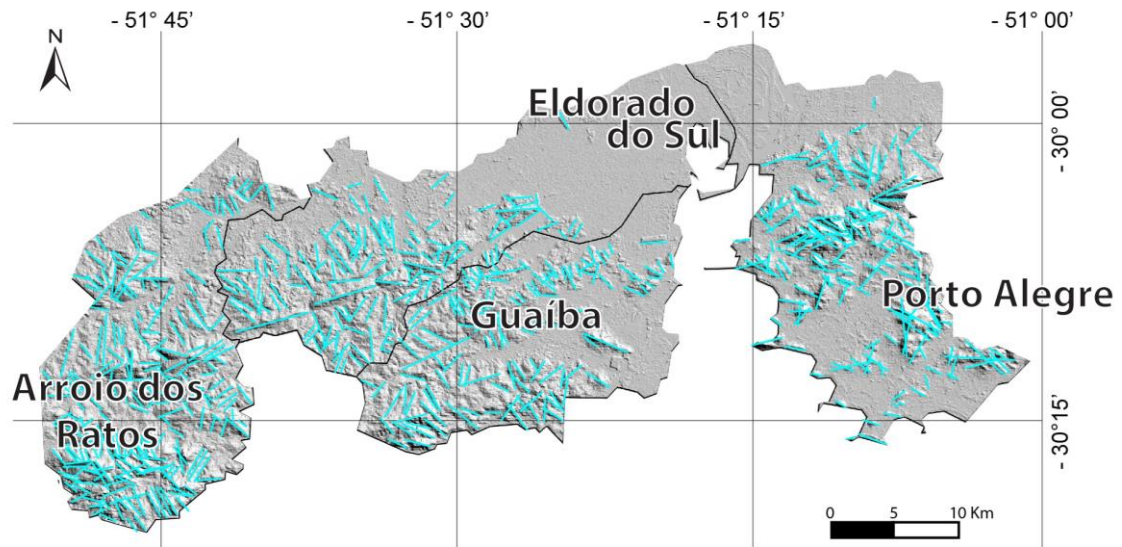 - 51° 45’
- 51° 30’
- 51° 15’
- 51° 00’
N
Eldorado
do Sul
- 30° 00’
Guaíba
Porto Alegre
Arroio dos
Ratos
- 30°15’
0 5 10 Km